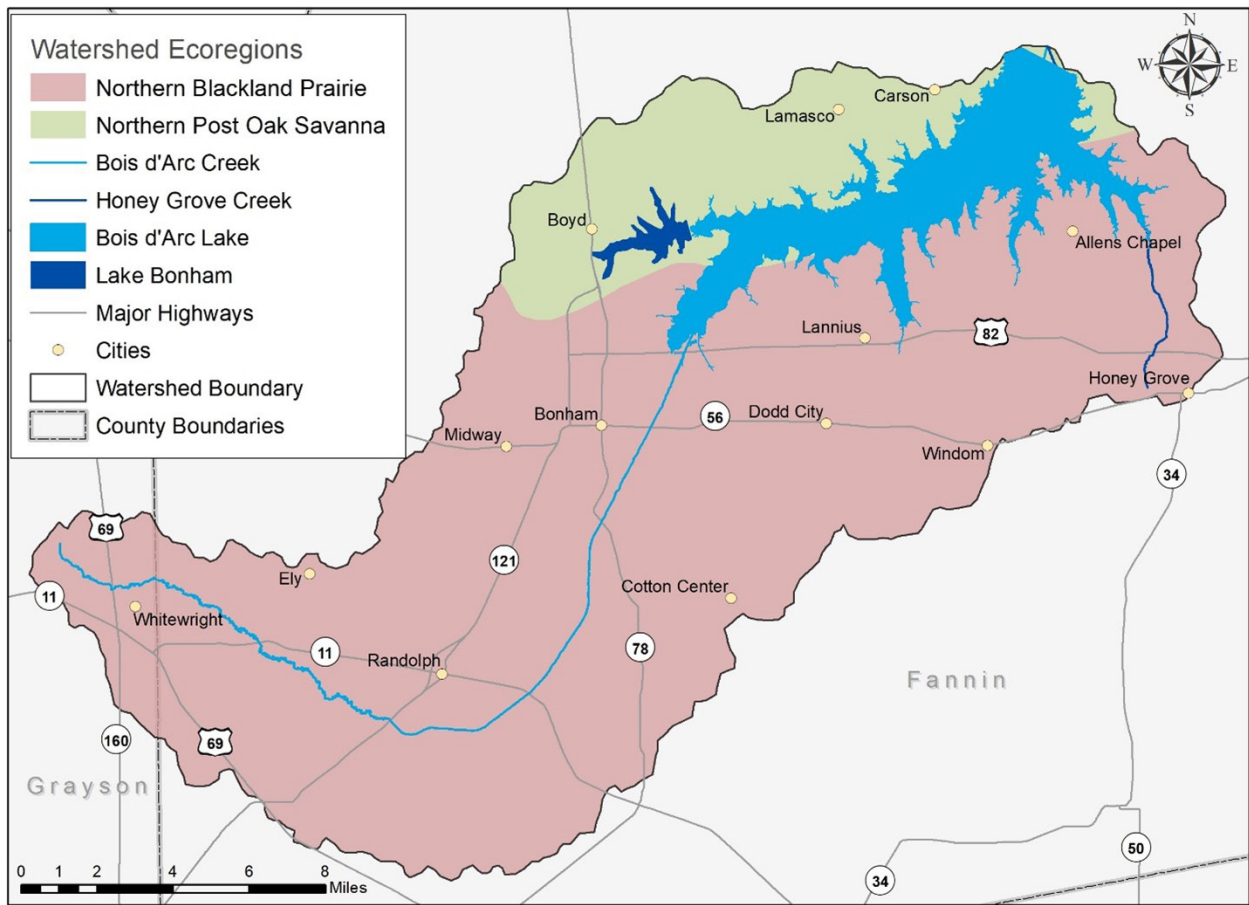 Watershed Ecoregions
Northern Blackland Prairie
Northern Post Oak Savanna
Bois d'Arc Creek
Honey Grove Creek
Bois d'Arc Lake
Lake Bonham
Major Highways
Cities
Watershed Boundary
County Boundaries
N
W E
S
Carson
Lamasco
Boyd
Allens Chapel
Lannius
82
Honey Grove
Bonham
56
Dodd City
Midway
Windom
34
69
121
Ely
Cotton Center
11
Whitewright
11
Randolph
78
Fannin
160
69
Grayson
50
34
0 1 2 4 6 8
Miles